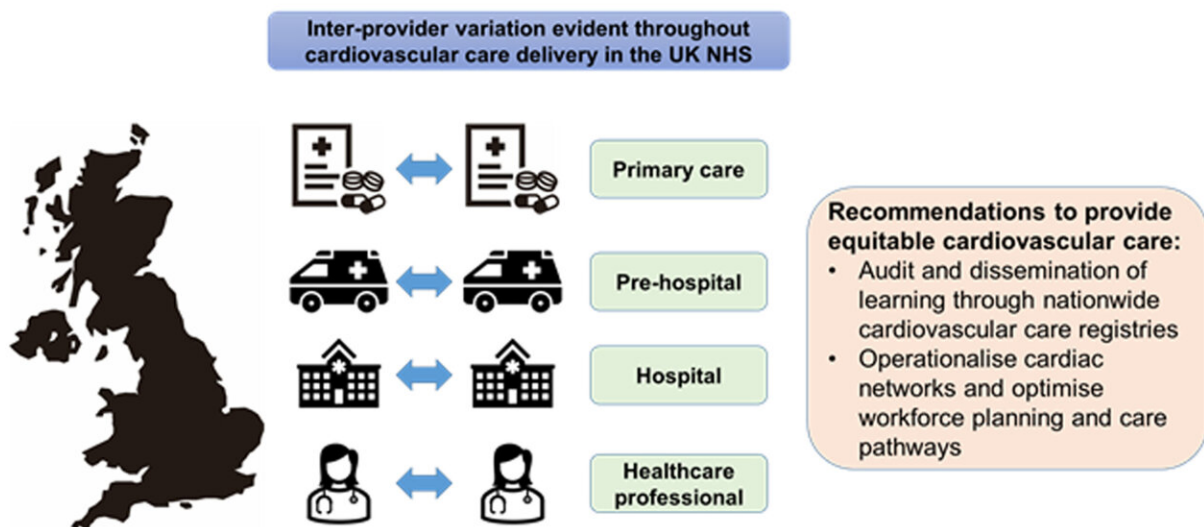 Inter-provider variation evident throughout
cardiovascular care delivery in the UK NHS
Primary care
Pre-hospital
Hospital
Healthcare
professional
Recommendations to provide
equitable cardiovascular care:
• Audit and dissemination of
learning through nationwide
cardiovascular care registries
• Operationalise cardiac
networks and optimise
workforce planning and care
pathways